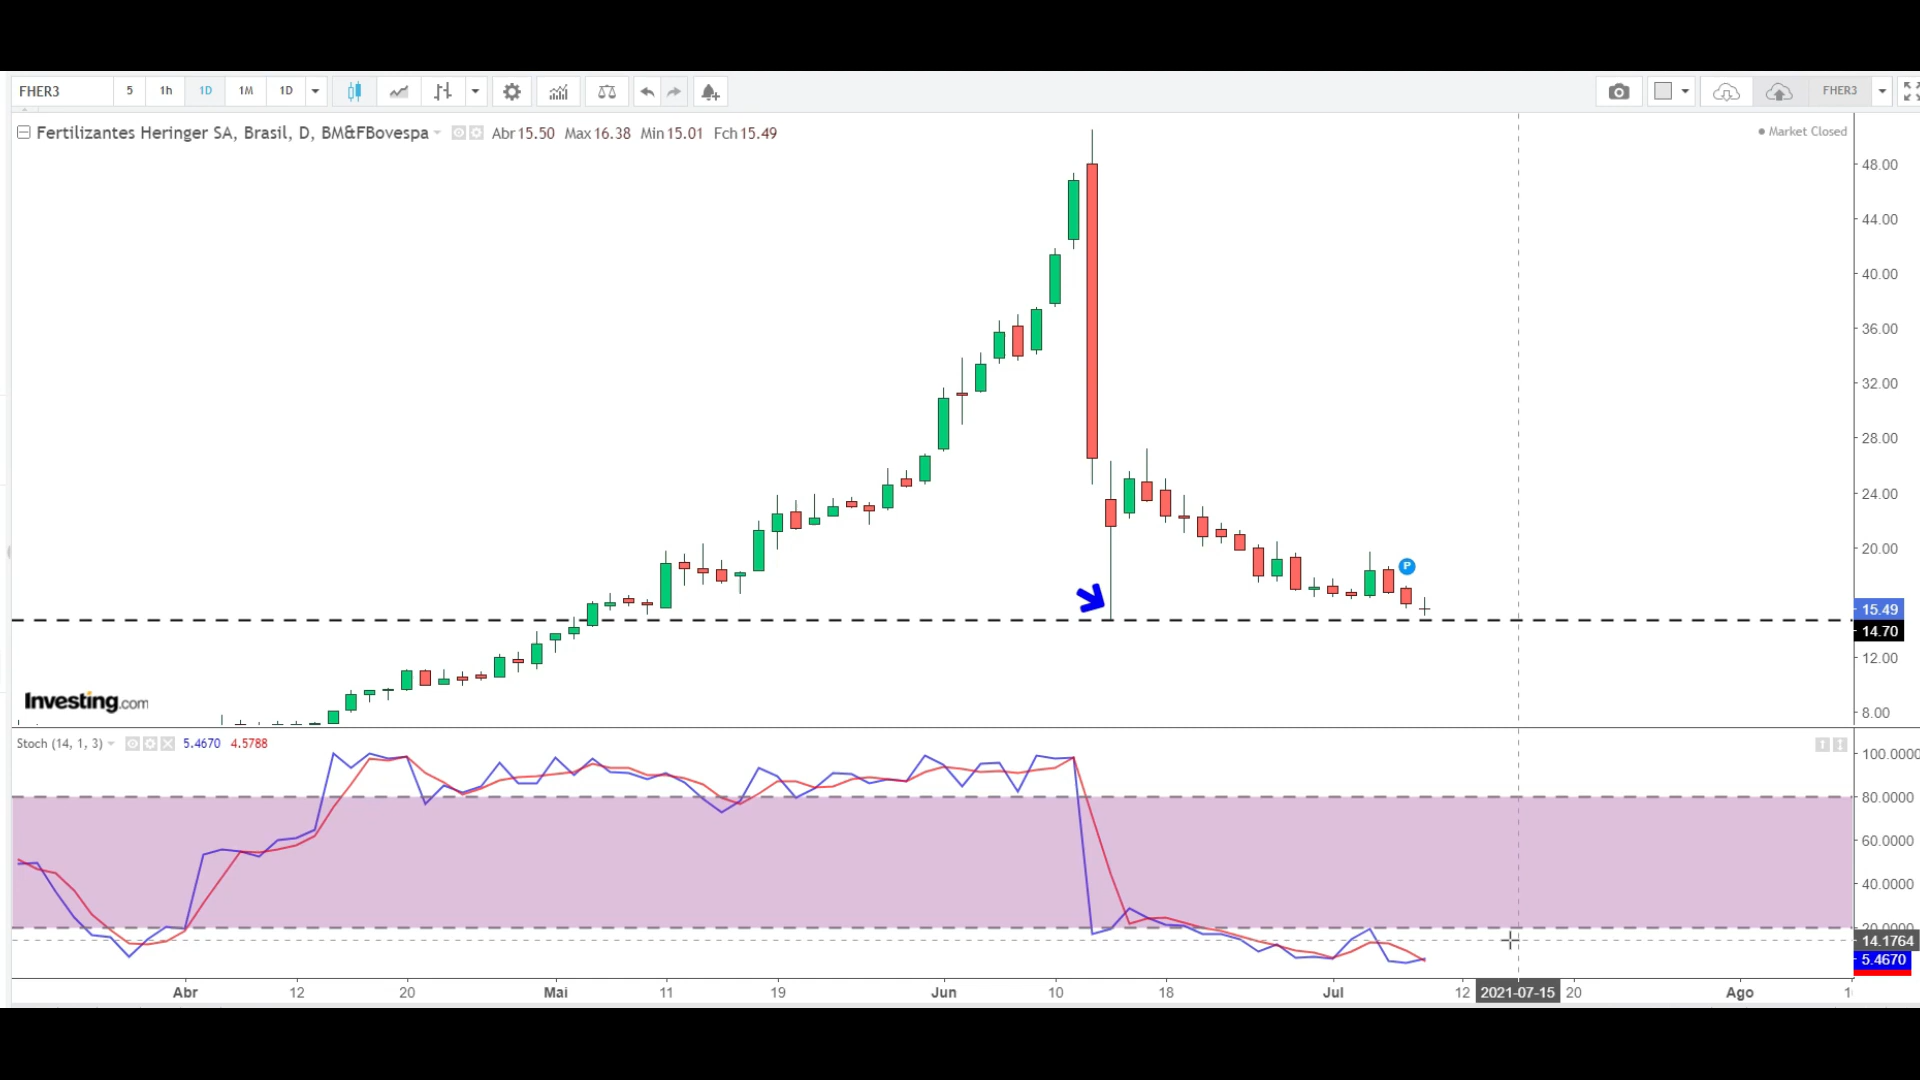 FHER3 5 1h 1D 1M 1D FHER3
Fertilizantes Heringer SA, Brasil, D, BM&FBovespa Abr 15.50 Max 16.38 Min 15.01 Fch 15.49
Market Closed
48.00
44.00
40.00
36.00
32.00
28.00
24.00
P
20.00
15.49
14.70
12.00
Investing.com
8.00
Stoch (14, 1, 3) 5.4670 4.5788
100.0000
80.0000
60.0000
40.0000
20.0000
14.1764
5.4670
Abr 12 20 Mai 11 19 Jun 10 18 Jul 12 2021-07-15 20 Ago